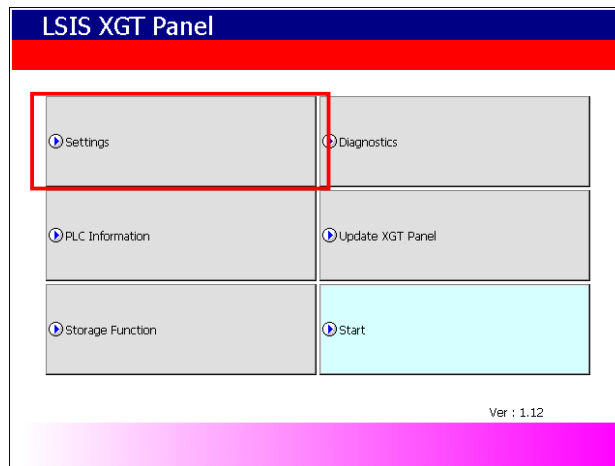 LSIS XGT Panel
Settings
Diagnostics
PLC Information
Update XGT Panel
Storage Function
Start
Ver : 1.12